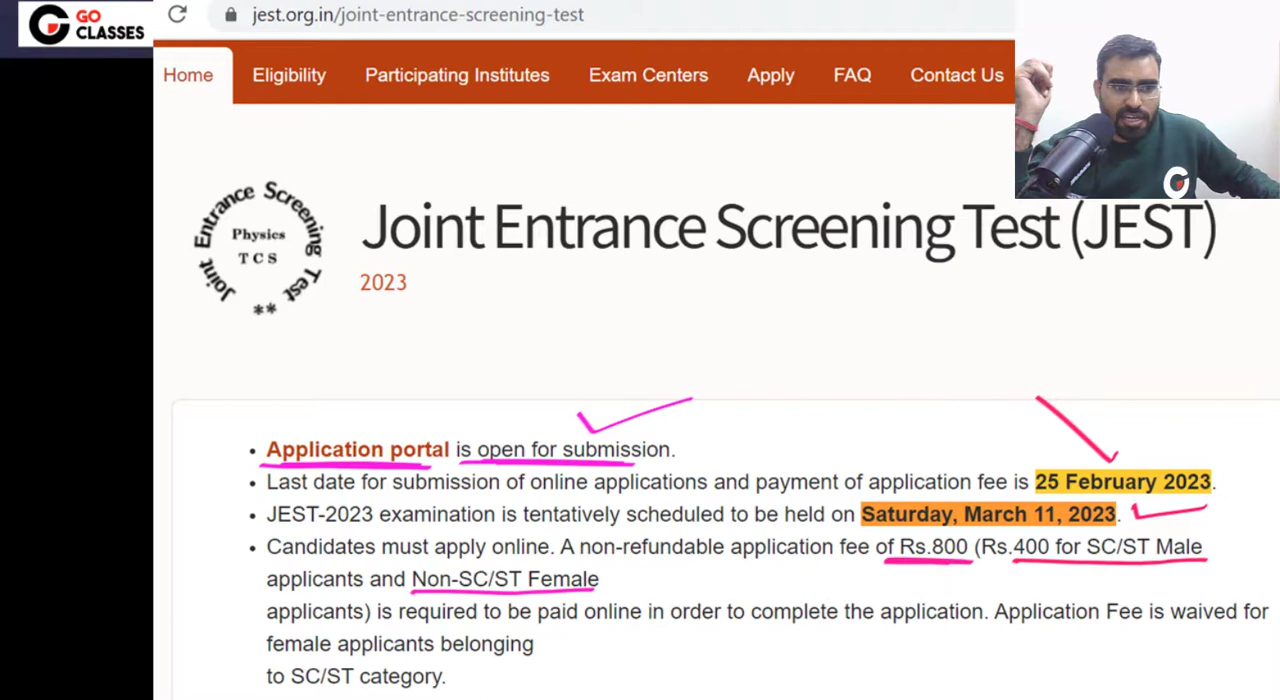 GO
CLASSES
jest.org.in/joint-entrance-screening-test
Home Eligibility Participating Institutes Exam Centers Apply FAQ Contact Us
Joint Entrance Screening Test
Physics
TCS
**
Joint Entrance Screening Test (JEST)
2023
• Application portal is open for submission.
• Last date for submission of online applications and payment of application fee is 25 February 2023.
• JEST-2023 examination is tentatively scheduled to be held on Saturday, March 11, 2023.
• Candidates must apply online. A non-refundable application fee of Rs.800 (Rs.400 for SC/ST Male
applicants and Non-SC/ST Female
applicants) is required to be paid online in order to complete the application. Application Fee is waived for
female applicants belonging
to SC/ST category.